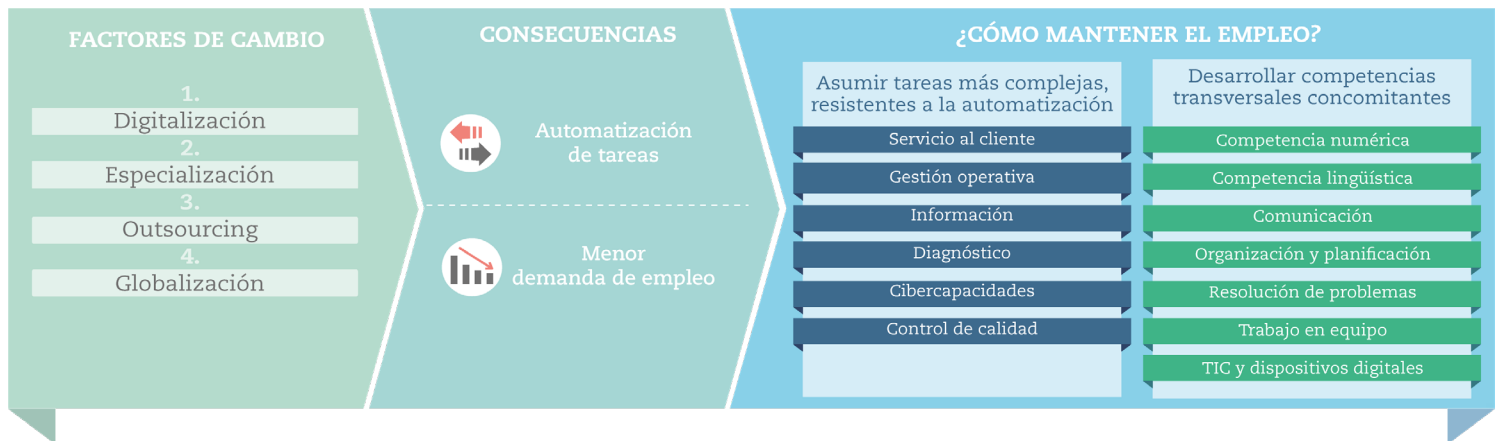 FACTORES DE CAMBIO
1.
Digitalización
2.
Especialización
3.
Outsourcing
4.
Globalización
CONSECUENCIAS
Automatización
de tareas
Menor
demanda de empleo
¿CÓMO MANTENER EL EMPLEO?
Asumir tareas más complejas,
resistentes a la automatización
Servicio al cliente
Gestión operativa
Información
Diagnóstico
Cibercapacidades
Control de calidad
Desarrollar competencias
transversales concomitantes
Competencia numérica
Competencia lingüística
Comunicación
Organización y planificación
Resolución de problemas
Trabajo en equipo
TIC y dispositivos digitales